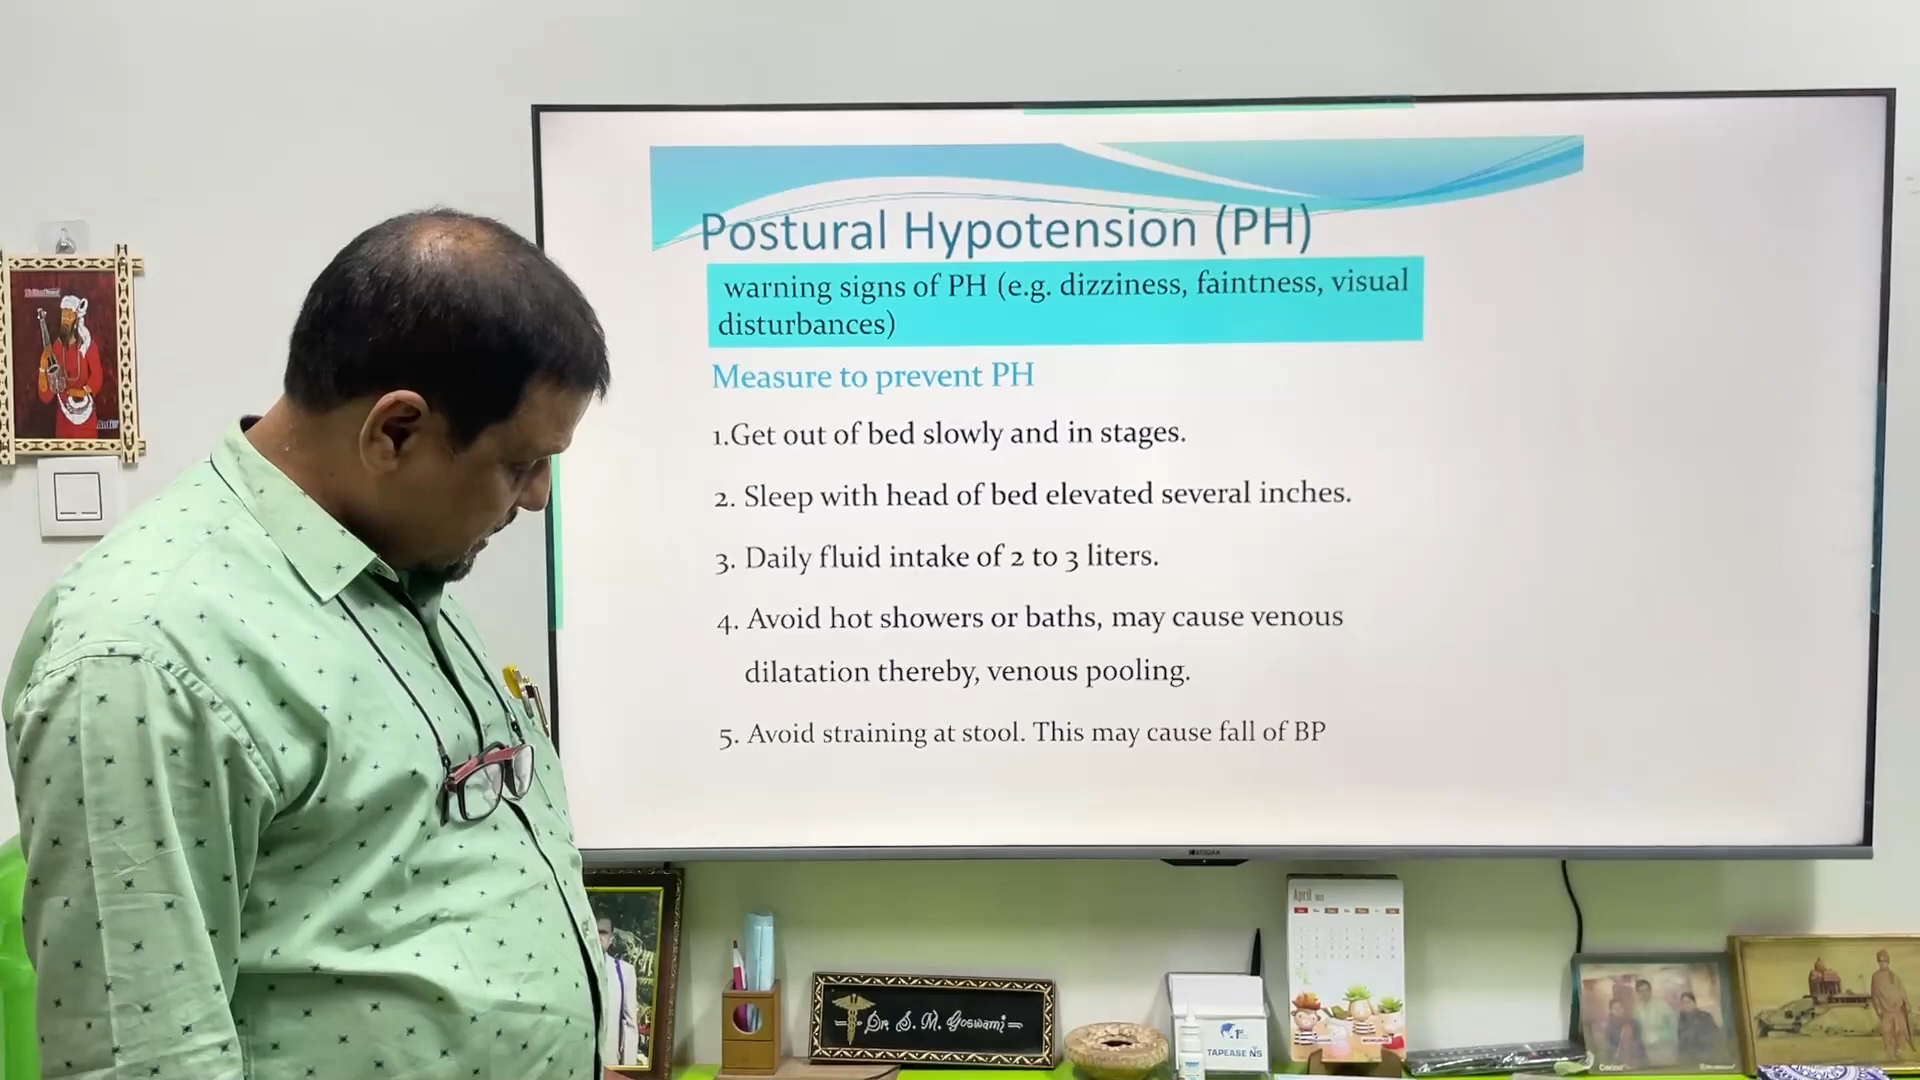 Postural Hypotension (PH)
warning signs of PH (e.g. dizziness, faintness, visual
disturbances)
Measure to prevent PH
1.Get out of bed slowly and in stages.
2. Sleep with head of bed elevated several inches.
3. Daily fluid intake of 2 to 3 liters.
4. Avoid hot showers or baths, may cause venous
dilatation thereby, venous pooling.
5. Avoid straining at stool. This may cause fall of BP
April
Dr. S. M. Goswami
TAPEASE NS